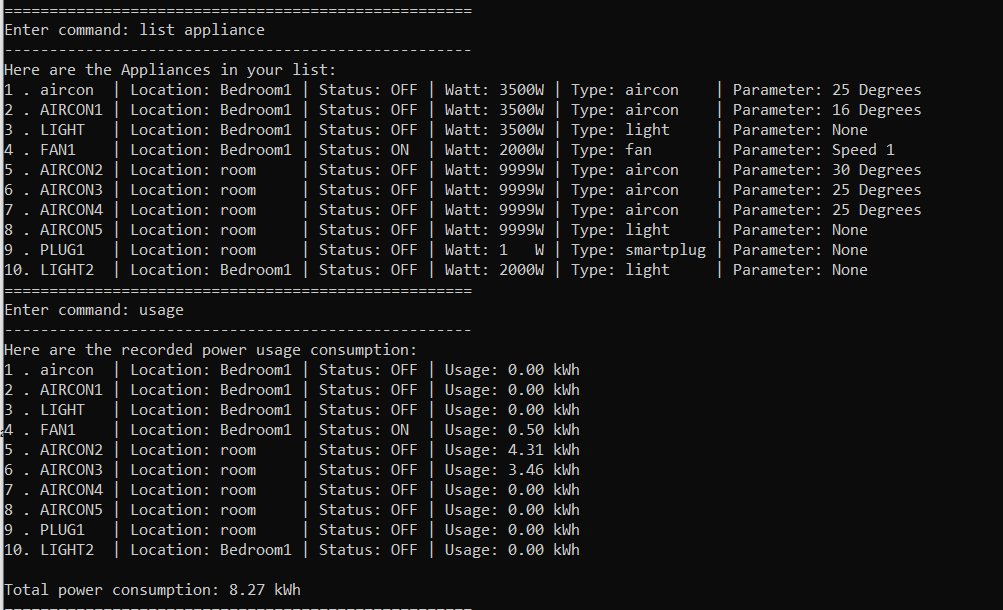 ====================================================
Enter command: list appliance
----------------------------------------------------
Here are the Appliances in your list:
1 . aircon  | Location: Bedroom1 | Status: OFF | Watt: 3500W | Type: aircon    | Parameter: 25 Degrees
2 . AIRCON1 | Location: Bedroom1 | Status: OFF | Watt: 3500W | Type: aircon    | Parameter: 16 Degrees
3 . LIGHT   | Location: Bedroom1 | Status: OFF | Watt: 3500W | Type: light     | Parameter: None
4 . FAN1    | Location: Bedroom1 | Status: ON  | Watt: 2000W | Type: fan       | Parameter: Speed 1
5 . AIRCON2 | Location: room     | Status: OFF | Watt: 9999W | Type: aircon    | Parameter: 30 Degrees
6 . AIRCON3 | Location: room     | Status: OFF | Watt: 9999W | Type: aircon    | Parameter: 25 Degrees
7 . AIRCON4 | Location: room     | Status: OFF | Watt: 9999W | Type: aircon    | Parameter: 25 Degrees
8 . AIRCON5 | Location: room     | Status: OFF | Watt: 9999W | Type: light     | Parameter: None
9 . PLUG1   | Location: room     | Status: OFF | Watt: 1   W | Type: smartplug | Parameter: None
10. LIGHT2  | Location: Bedroom1 | Status: OFF | Watt: 2000W | Type: light     | Parameter: None
====================================================
Enter command: usage
----------------------------------------------------
Here are the recorded power usage consumption:
1 . aircon  | Location: Bedroom1 | Status: OFF | Usage: 0.00 kWh
2 . AIRCON1 | Location: Bedroom1 | Status: OFF | Usage: 0.00 kWh
3 . LIGHT   | Location: Bedroom1 | Status: OFF | Usage: 0.00 kWh
4 . FAN1    | Location: Bedroom1 | Status: ON  | Usage: 0.50 kWh
5 . AIRCON2 | Location: room     | Status: OFF | Usage: 4.31 kWh
6 . AIRCON3 | Location: room     | Status: OFF | Usage: 3.46 kWh
7 . AIRCON4 | Location: room     | Status: OFF | Usage: 0.00 kWh
8 . AIRCON5 | Location: room     | Status: OFF | Usage: 0.00 kWh
9 . PLUG1   | Location: room     | Status: OFF | Usage: 0.00 kWh
10. LIGHT2  | Location: Bedroom1 | Status: OFF | Usage: 0.00 kWh

Total power consumption: 8.27 kWh
====================================================